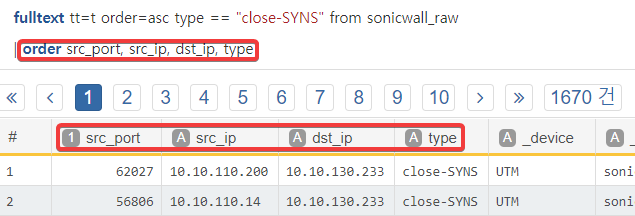 fulltext tt=t order=asc type == "close-SYNS" from sonicwall_raw
| order src_port, src_ip, dst_ip, type
« ‹ 1 2 3 4 5 6 7 8 9 10 › » 1670 건
# 1 src_port A src_ip A dst_ip A type A _device A _
1 62027 10.10.110.200 10.10.130.233 close-SYNS UTM soni
2 56806 10.10.110.14 10.10.130.233 close-SYNS UTM soni